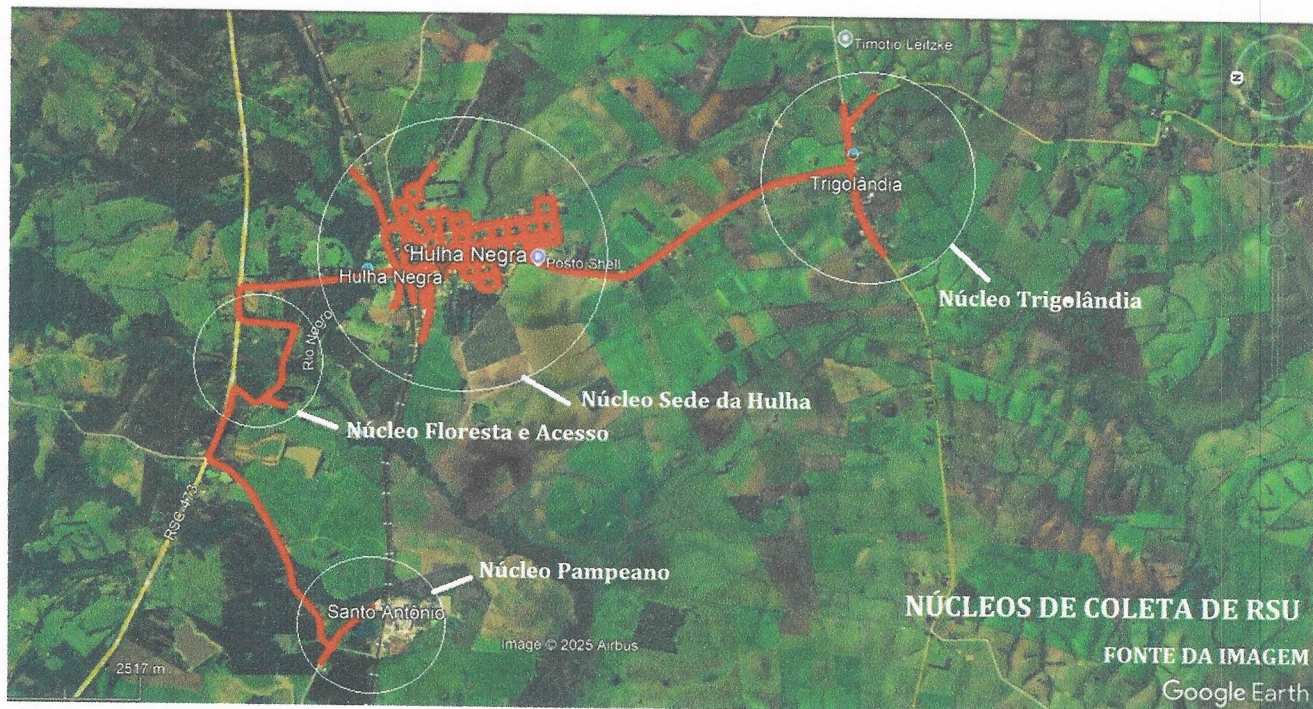 Timotio Leitzke
N
Trigolândia
Hulha Negra
Posto Shell
Hulha Negra
Núcleo Trigolândia
Rio Negro
Núcleo Sede da Hulha
Núcleo Floresta e Acesso
RSC-473
Núcleo Pampeano
Santo Antônio
NÚCLEOS DE COLETA DE RSU
Image © 2025 Airbus
FONTE DA IMAGEM
2517 m
Google Earth